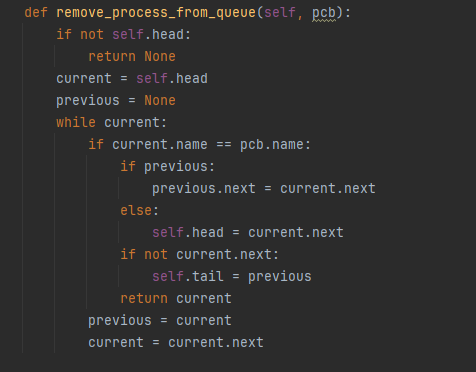 def remove_process_from_queue(self, pcb):
    if not self.head:
        return None
    current = self.head
    previous = None
    while current:
        if current.name == pcb.name:
            if previous:
                previous.next = current.next
            else:
                self.head = current.next
            if not current.next:
                self.tail = previous
            return current
        previous = current
        current = current.next